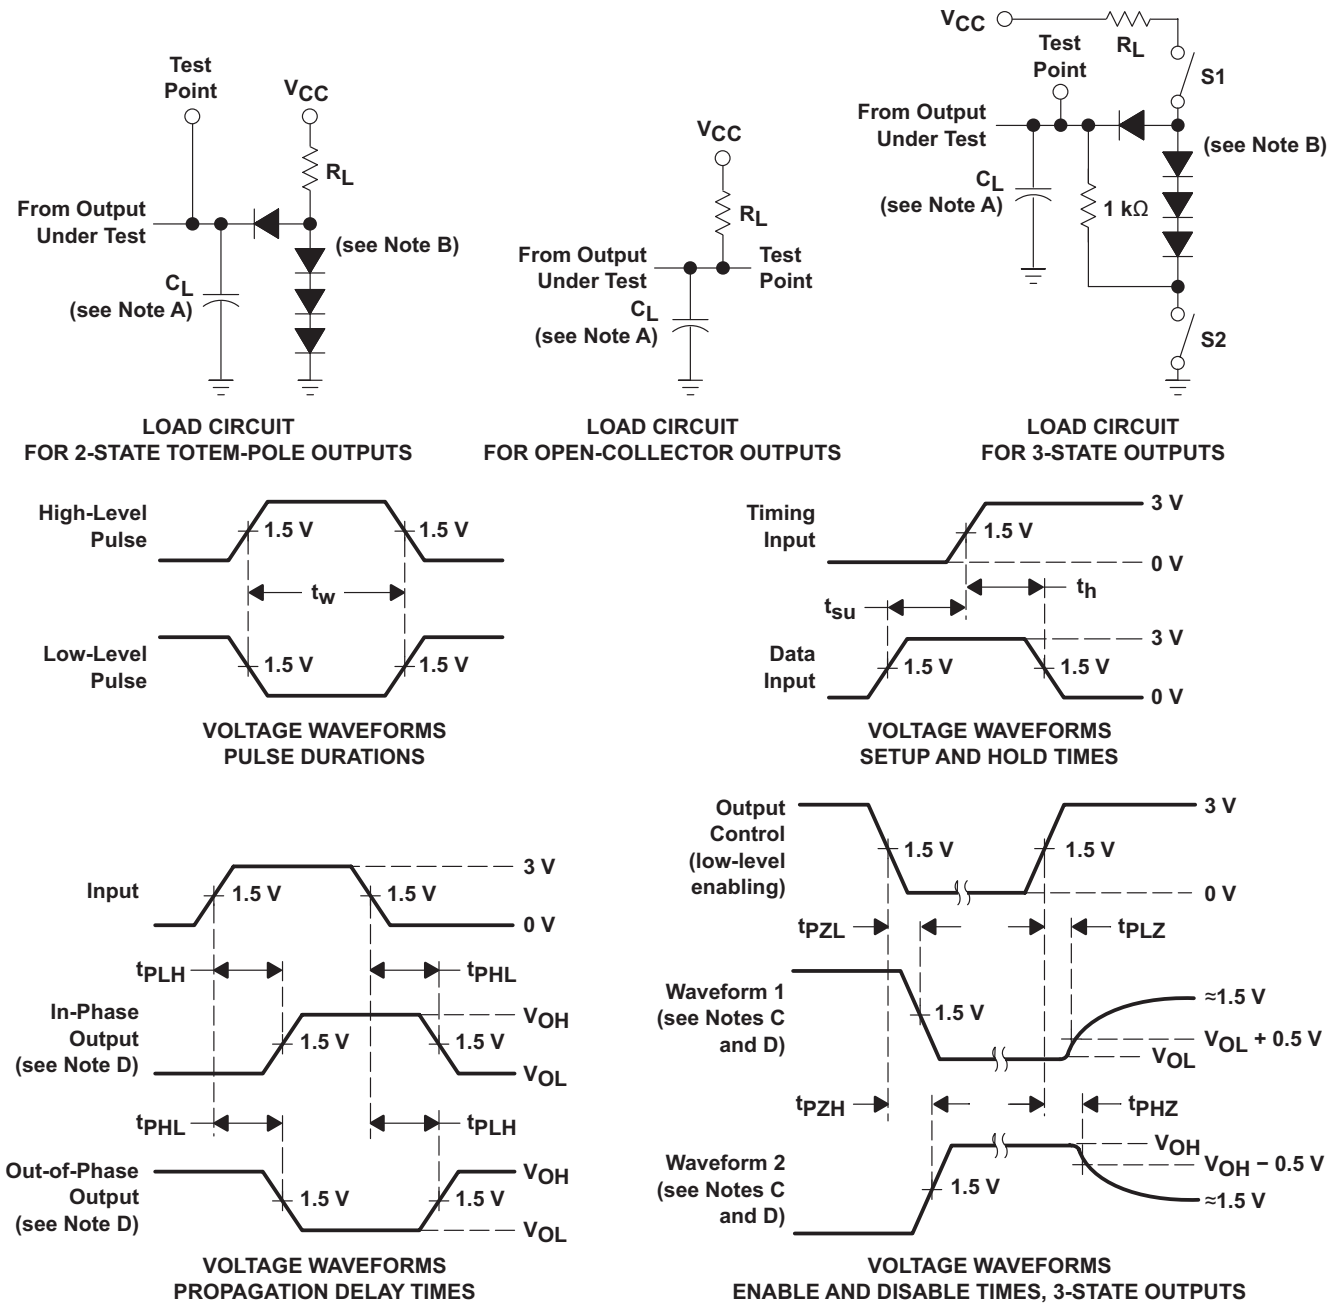 Test
Point
VCC
RL
From Output
Under Test
(see Note B)
CL
(see Note A)
LOAD CIRCUIT
FOR 2-STATE TOTEM-POLE OUTPUTS
VCC
RL
From Output
Under Test
Test
Point
CL
(see Note A)
LOAD CIRCUIT
FOR OPEN-COLLECTOR OUTPUTS
VCC
RL
Test
Point
S1
From Output
Under Test
(see Note B)
CL
(see Note A)
1 kΩ
S2
LOAD CIRCUIT
FOR 3-STATE OUTPUTS
High-Level
Pulse
1.5 V
1.5 V
tw
Low-Level
Pulse
1.5 V
1.5 V
VOLTAGE WAVEFORMS
PULSE DURATIONS
Timing
Input
1.5 V
3 V
0 V
th
tsu
Data
Input
1.5 V
1.5 V
3 V
0 V
VOLTAGE WAVEFORMS
SETUP AND HOLD TIMES
Input
1.5 V
1.5 V
3 V
0 V
tPLH
tPHL
In-Phase
Output
(see Note D)
1.5 V
1.5 V
VOH
VOL
tPHL
tPLH
Out-of-Phase
Output
(see Note D)
1.5 V
1.5 V
VOH
VOL
VOLTAGE WAVEFORMS
PROPAGATION DELAY TIMES
Output
Control
(low-level
enabling)
1.5 V
1.5 V
3 V
0 V
tPZL
tPLZ
Waveform 1
(see Notes C
and D)
1.5 V
≈1.5 V
VOL + 0.5 V
VOL
tPZH
tPHZ
Waveform 2
(see Notes C
and D)
1.5 V
VOH
VOH − 0.5 V
≈1.5 V
VOLTAGE WAVEFORMS
ENABLE AND DISABLE TIMES, 3-STATE OUTPUTS